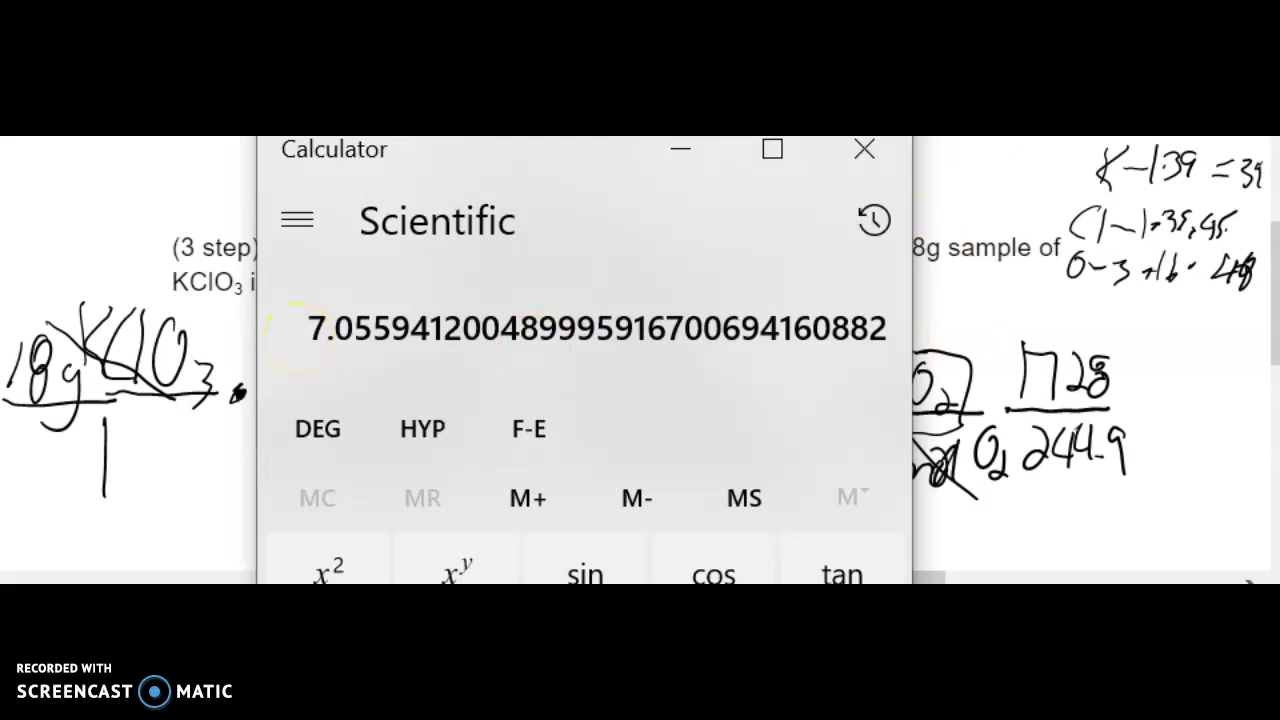 Calculator
Scientific
K-1.39 = 39
Cl-1.35.45
(3 step)
8g sample of
O-3.16. 48
KClO3 i
7.055941200489995916700694160882
18g KClO3 .
1
O2
1728
O2 244.9
DEG HYP F-E
MC MR M+ M- MS M
x² xʸ sin cos tan
RECORDED WITH
SCREENCAST MATIC